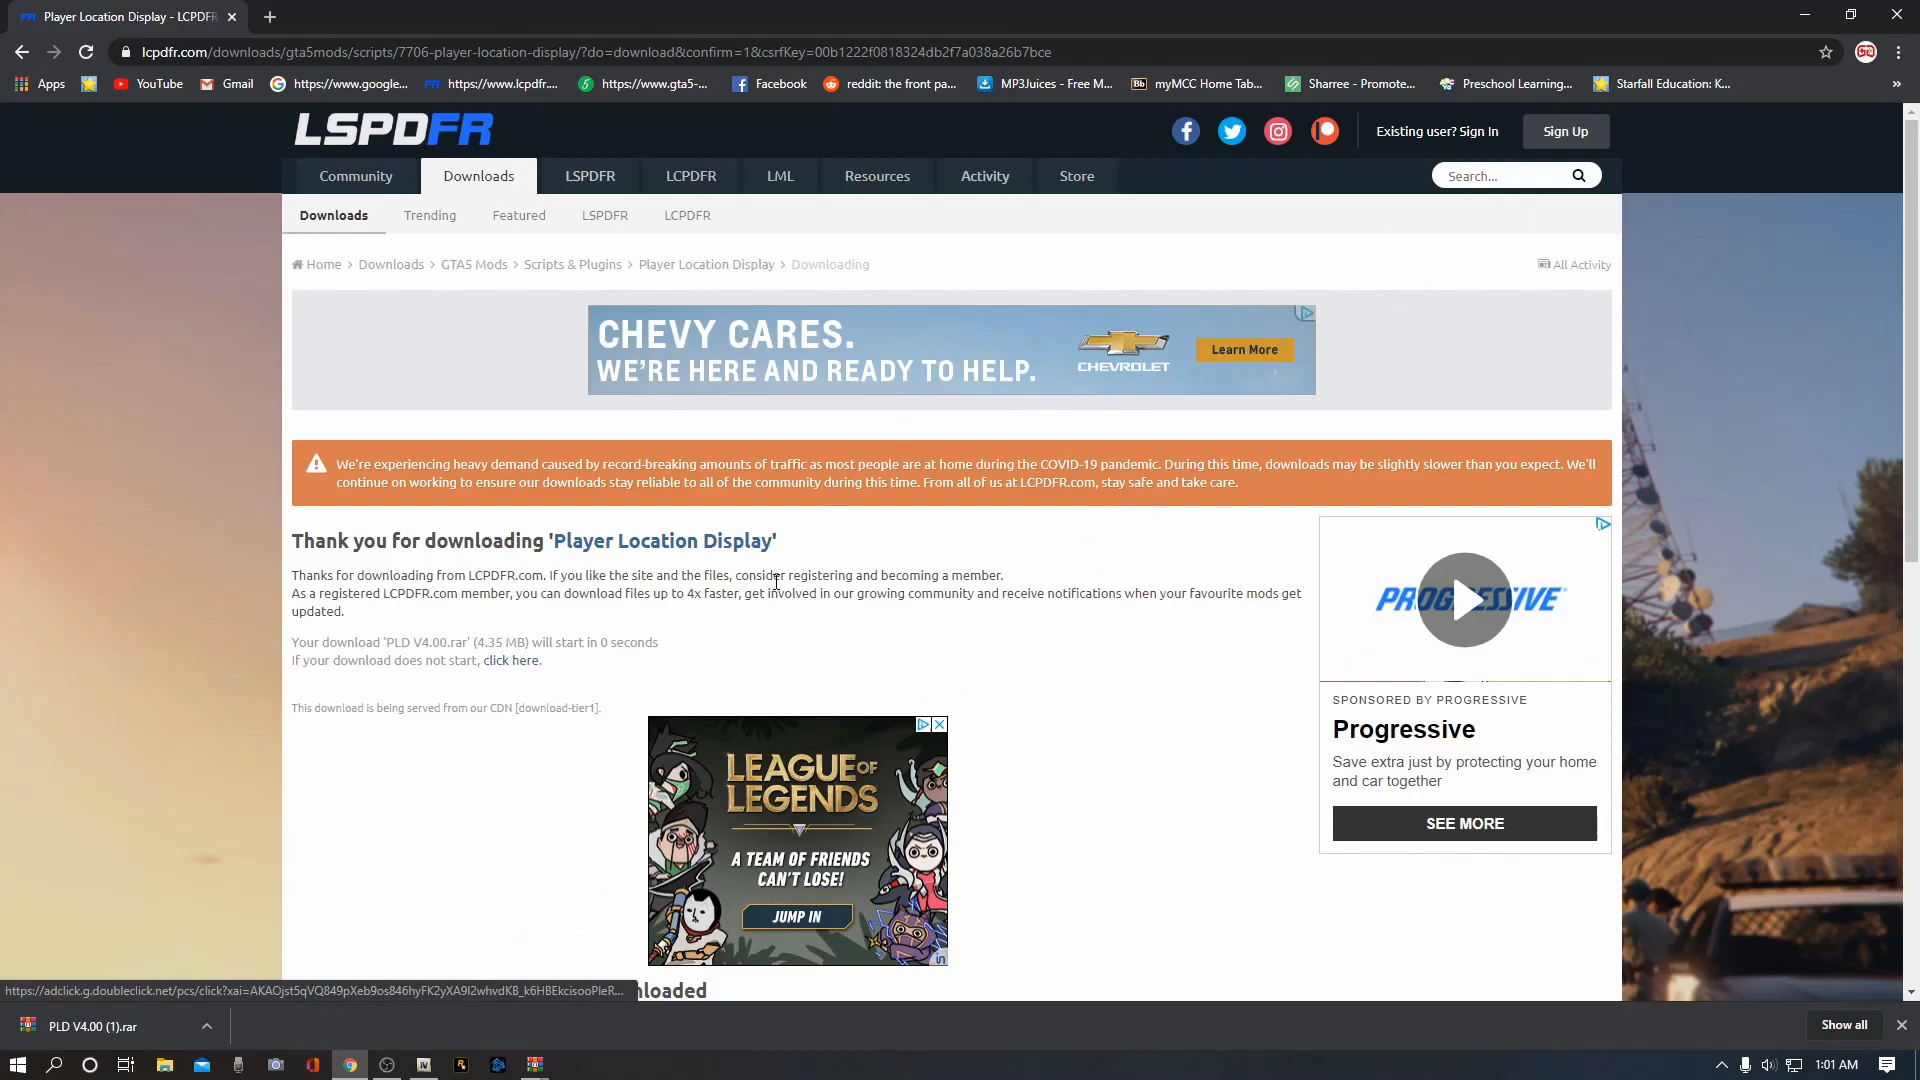 Player Location Display - LCPDFR
lcpdfr.com/downloads/gta5mods/scripts/7706-player-location-display/?do=download&confirm=1&csrfKey=00b1222f0818324db2f7a038a26b7bce
Apps YouTube Gmail https://www.google... https://www.lcpdfr.... https://www.gta5-... Facebook reddit: the front pa... MP3Juices - Free M... Bb myMCC Home Tab... Sharree - Promote... Preschool Learning,... Starfall Education: K... »
LSPDFR
Existing user? Sign In Sign Up
Community Downloads LSPDFR LCPDFR LML Resources Activity Store Search...
Downloads Trending Featured LSPDFR LCPDFR
Home > Downloads > GTA5 Mods > Scripts & Plugins > Player Location Display > Downloading All Activity
CHEVY CARES.
WE'RE HERE AND READY TO HELP.
CHEVROLET
Learn More
We're experiencing heavy demand caused by record-breaking amounts of traffic as most people are at home during the COVID-19 pandemic. During this time, downloads may be slightly slower than you expect. We'll
continue on working to ensure our downloads stay reliable to all of the community during this time. From all of us at LCPDFR.com, stay safe and take care.
Thank you for downloading 'Player Location Display'
Thanks for downloading from LCPDFR.com. If you like the site and the files, consider registering and becoming a member.
As a registered LCPDFR.com member, you can download files up to 4x faster, get involved in our growing community and receive notifications when your favourite mods get
updated.
Your download 'PLD V4.00.rar' (4.35 MB) will start in 0 seconds
If your download does not start, click here.
This download is being served from our CDN [download-tier1].
PROGRESSIVE
SPONSORED BY PROGRESSIVE
Progressive
Save extra just by protecting your home
and car together
SEE MORE
LEAGUE OF
LEGENDS
A TEAM OF FRIENDS
CAN'T LOSE!
JUMP IN
nloaded
PLD V4.00 (1).rar
Show all
1:01 AM